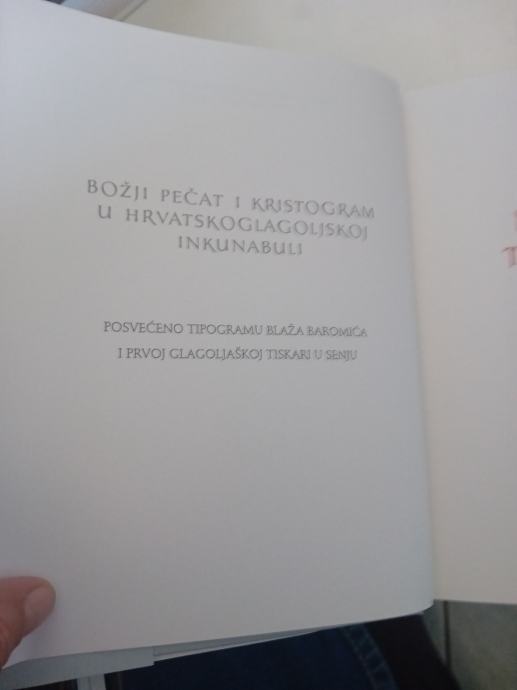 BOŽJI PEČAT I KRISTOGRAM
U HRVATSKOGLAGOLJSKOJ
INKUNABULI
POSVEĆENO TIPOGRAMU BLAŽA BAROMIĆA
I PRVOJ GLAGOLJAŠKOJ TISKARI U SENJU